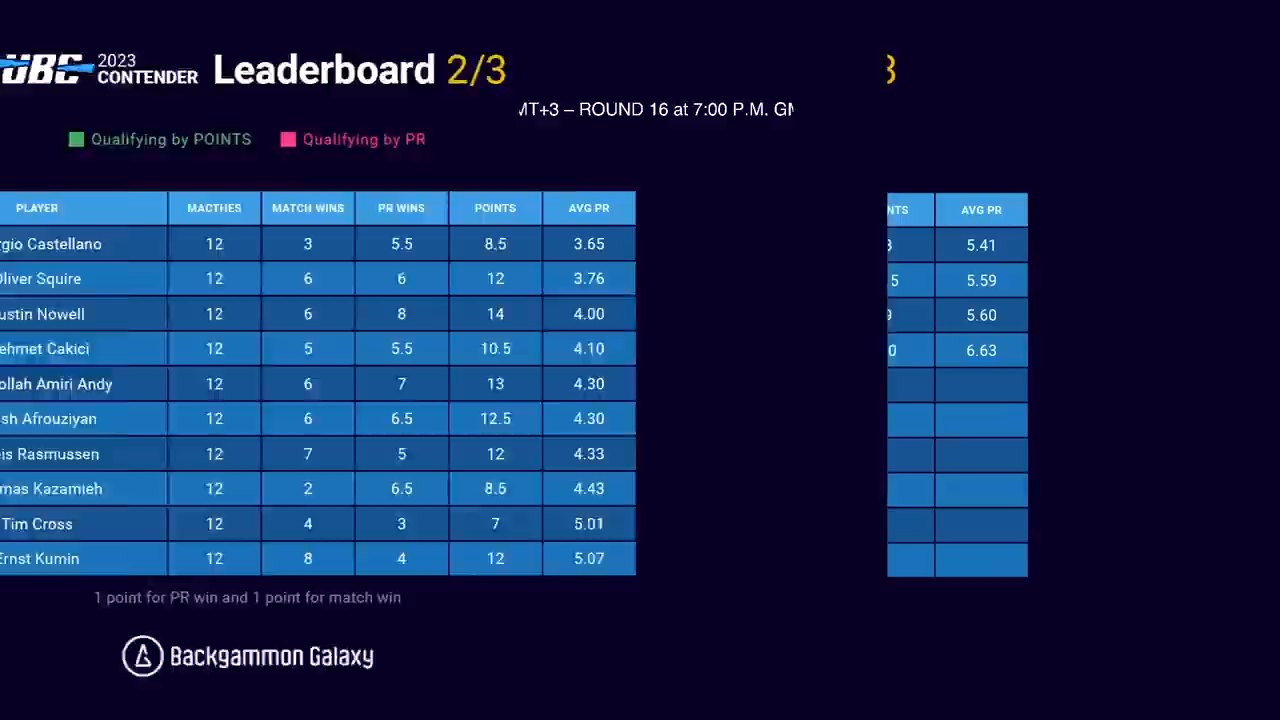 UBC 2023 CONTENDER Leaderboard 2/3
3
MT+3 – ROUND 16 at 7:00 P.M. GM
Qualifying by POINTS Qualifying by PR
PLAYER MACTHES MATCH WINS PR WINS POINTS AVG PR
rgio Castellano 12 3 5.5 8.5 3.65
Oliver Squire 12 6 6 12 3.76
ustin Nowell 12 6 8 14 4.00
ehmet Cakici 12 5 5.5 10.5 4.10
ollah Amiri Andy 12 6 7 13 4.30
sh Afrouziyan 12 6 6.5 12.5 4.30
eis Rasmussen 12 7 5 12 4.33
mas Kazamieh 12 2 6.5 8.5 4.43
Tim Cross 12 4 3 7 5.01
Ernst Kumin 12 8 4 12 5.07
NTS AVG PR
3 5.41
5 5.59
9 5.60
0 6.63
1 point for PR win and 1 point for match win
Backgammon Galaxy